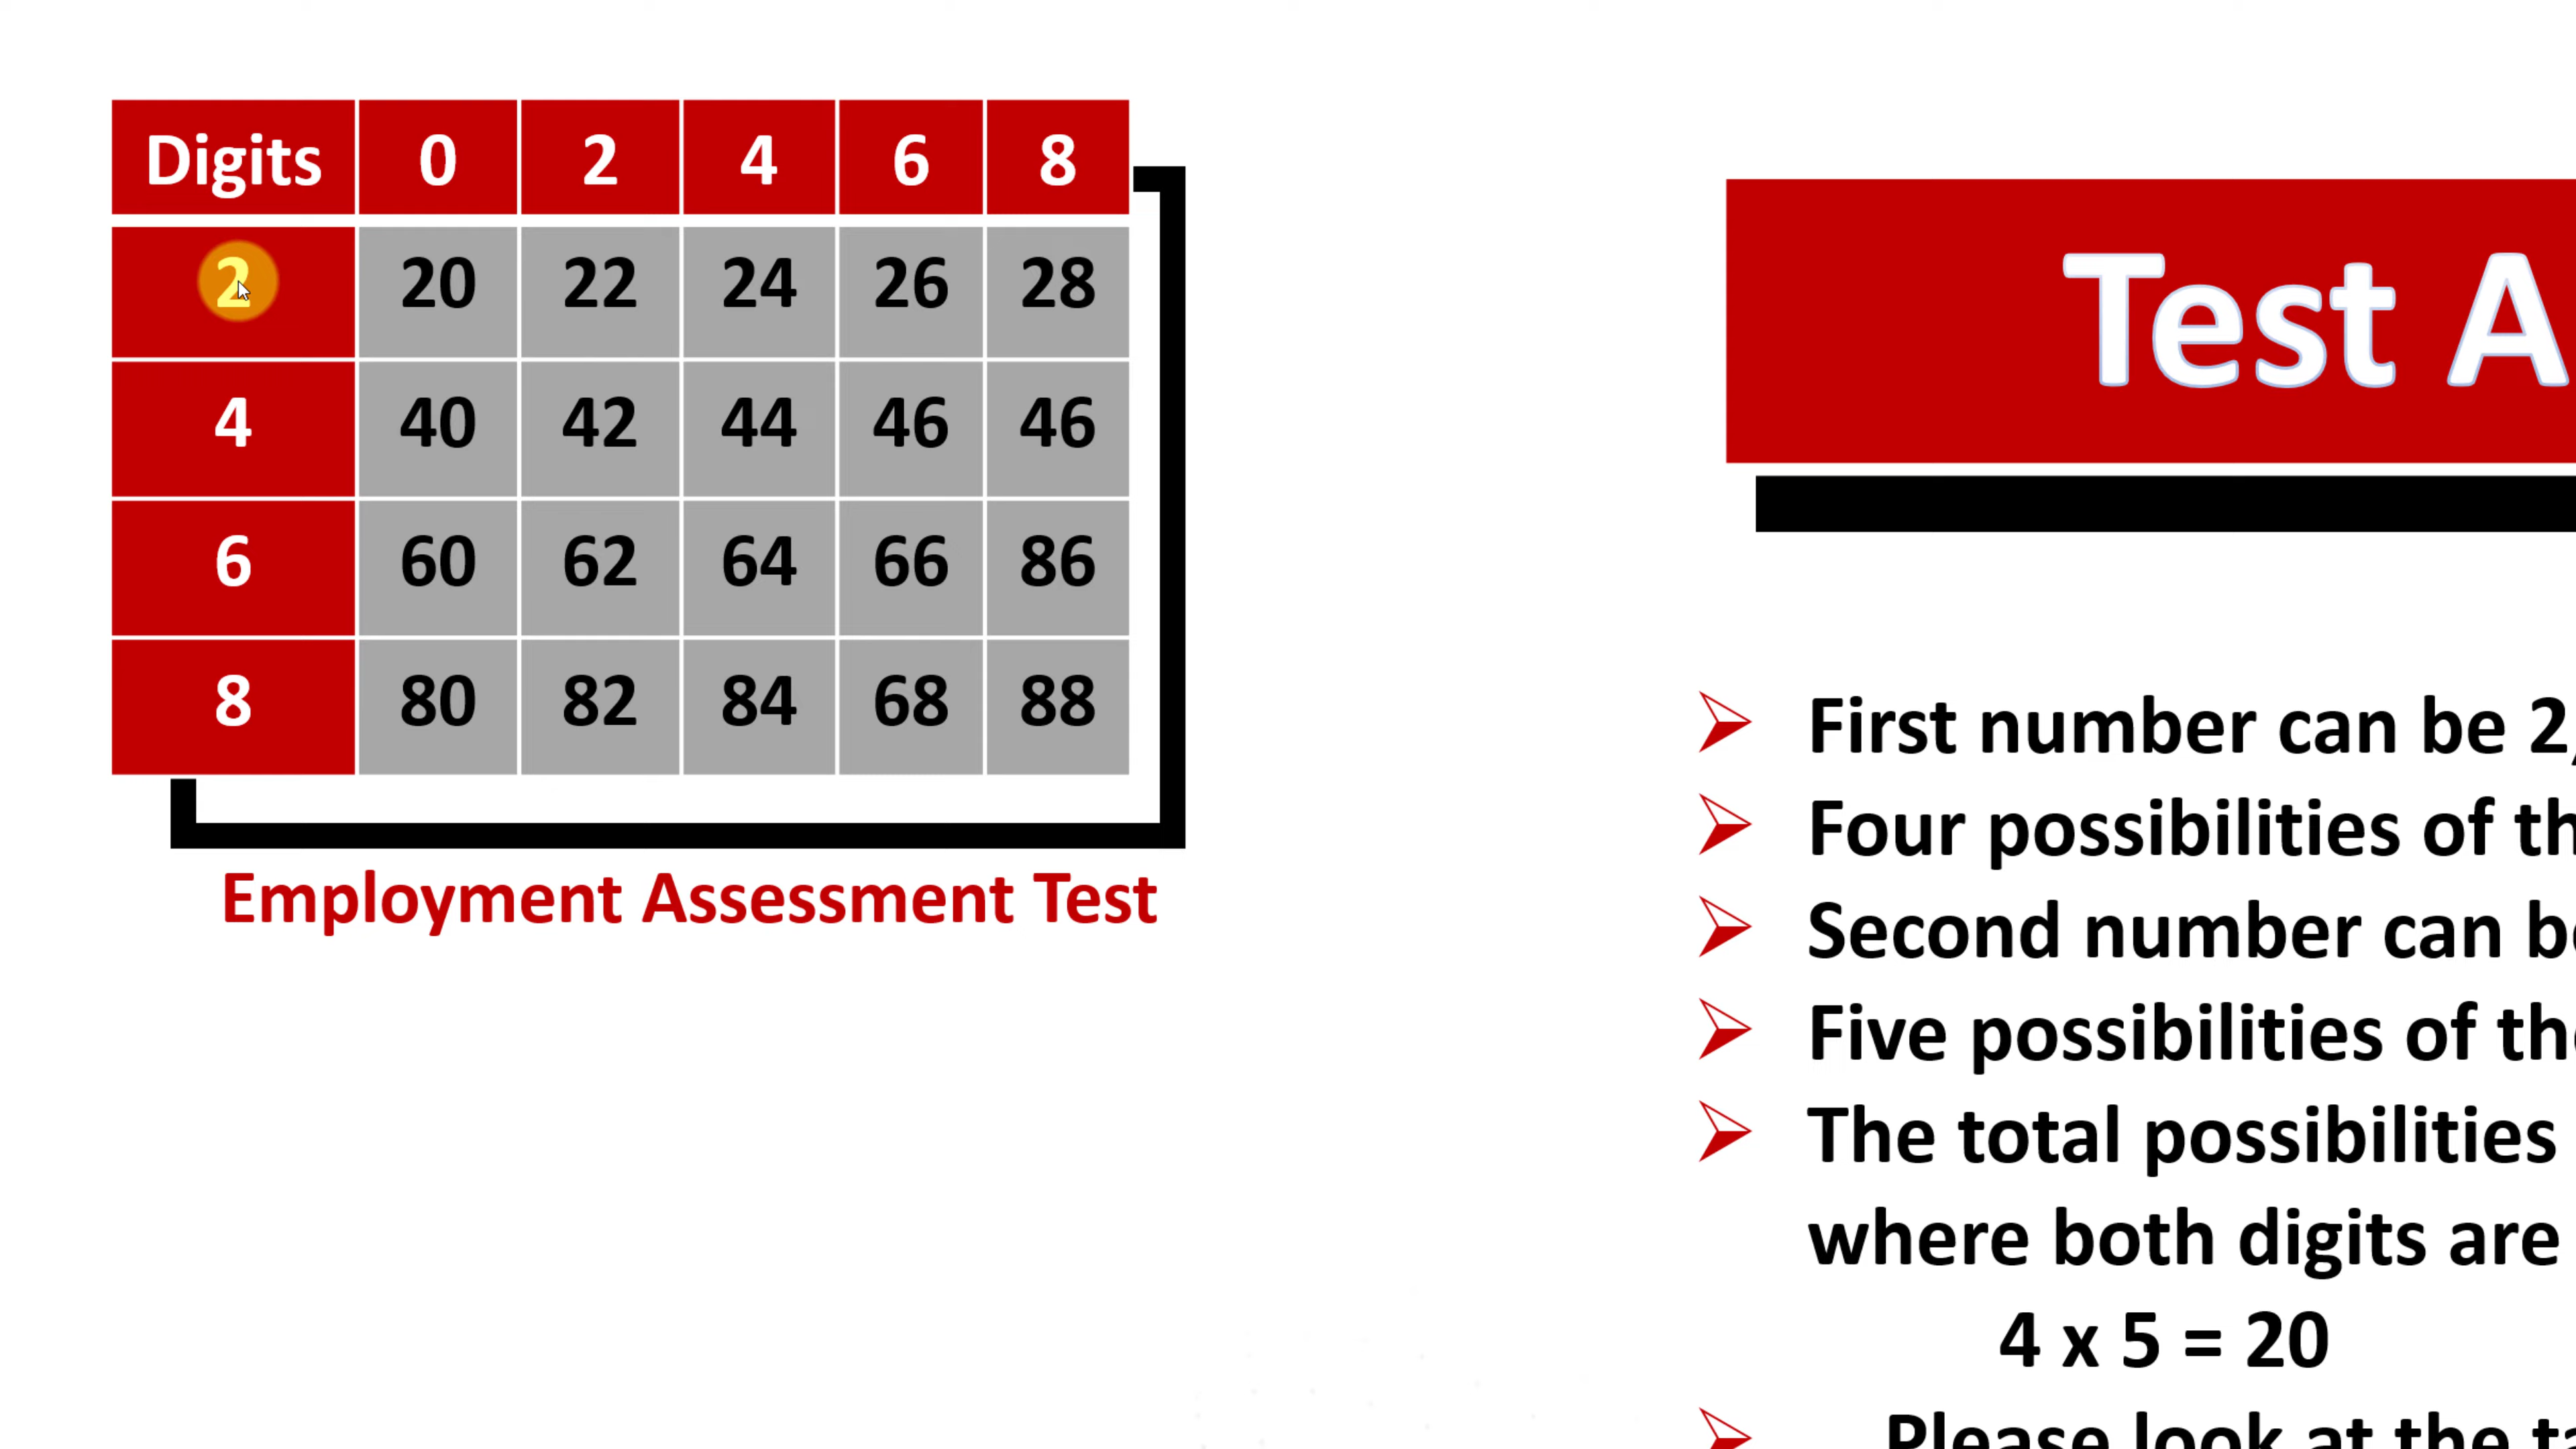 Digits 0 2 4 6 8
2 20 22 24 26 28
4 40 42 44 46 46
6 60 62 64 66 86
8 80 82 84 68 88
Employment Assessment Test
Test A
First number can be 2,
Four possibilities of th
Second number can be
Five possibilities of the
The total possibilities
where both digits are
4 x 5 = 20
Please look at the ta